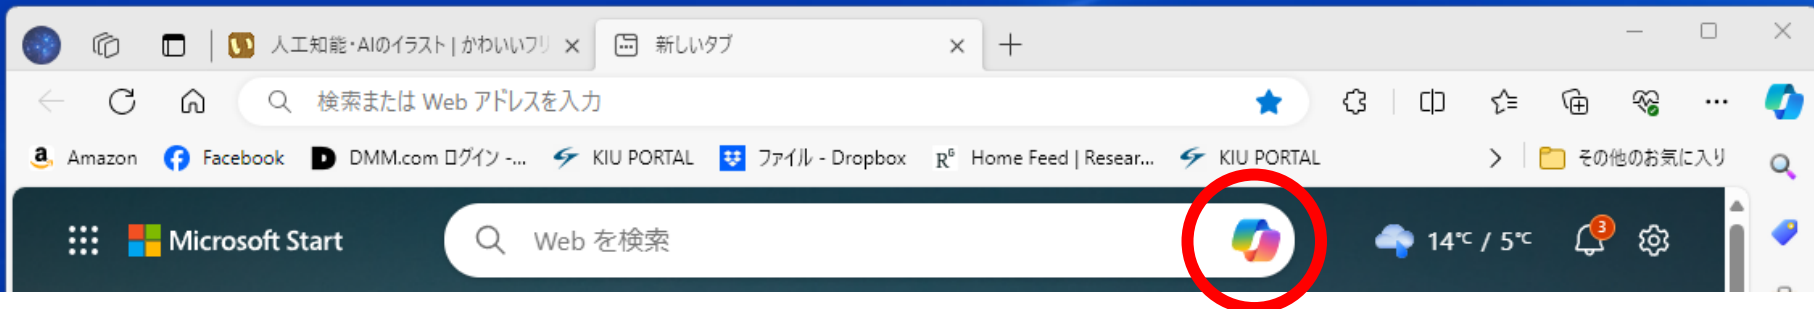 人工知能・AIのイラスト | かわいいフリ
新しいタブ
検索または Web アドレスを入力
a Amazon Facebook DMM.com ログイン -... KIU PORTAL ファイル - Dropbox R⁶ Home Feed | Resear... KIU PORTAL その他のお気に入り
Microsoft Start Web を検索 14℃ / 5℃ 3